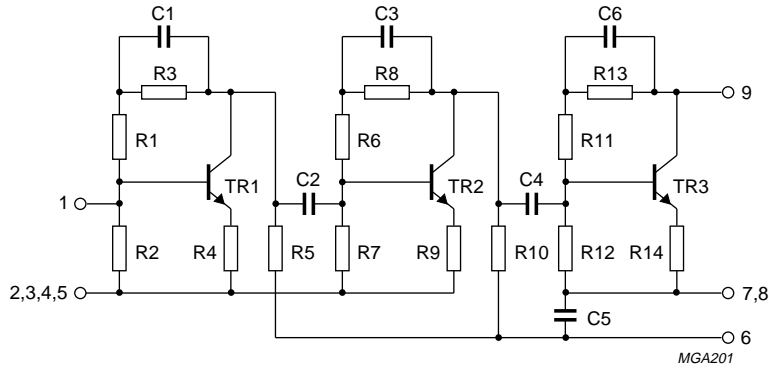 C1 C3 C6
R3 R8 R13 9
R1 R6 R11
TR1 C2 TR2 C4 TR3
1
R2 R4 R5 R7 R9 R10 R12 R14
2,3,4,5 7,8
C5
6
MGA201